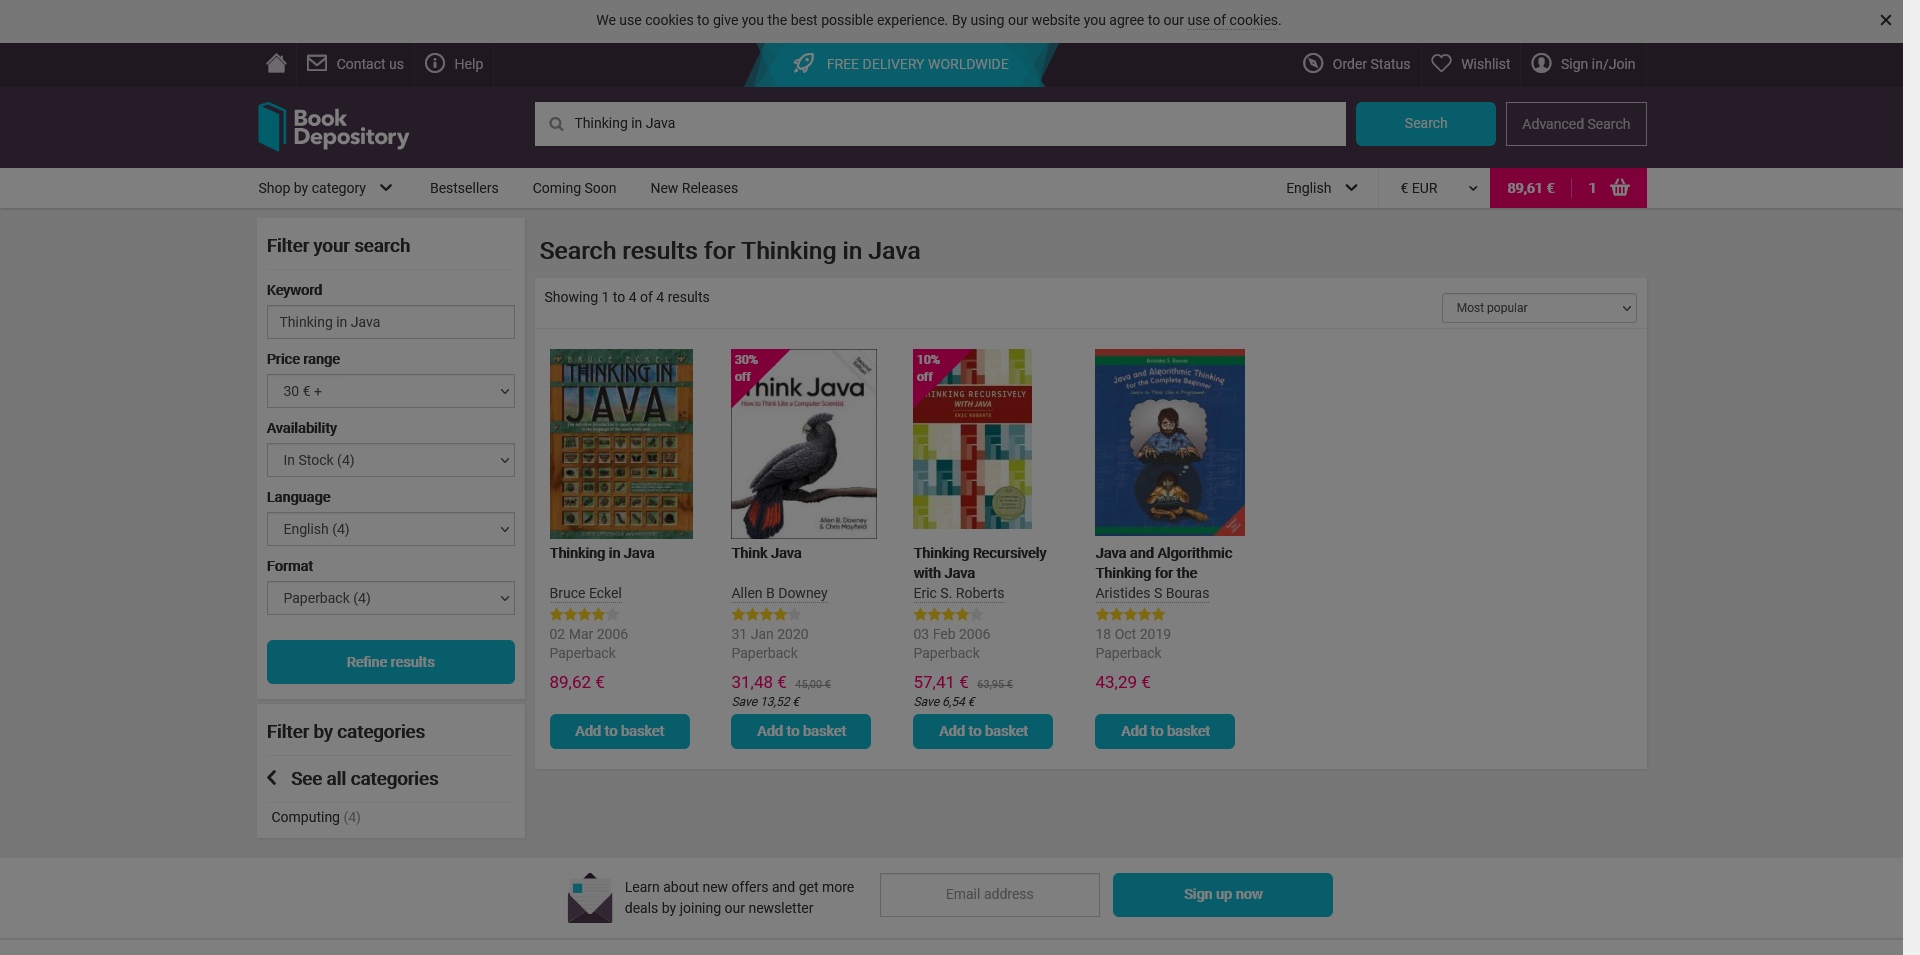 We use cookies to give you the best possible experience. By using our website you agree to our use of cookies.
Contact us
Help
FREE DELIVERY WORLDWIDE
Order Status
Wishlist
Sign in/Join
Book Depository
Thinking in Java
Search
Advanced Search
Shop by category
Bestsellers
Coming Soon
New Releases
English
€ EUR
89,61 €
1
Filter your search
Keyword
Thinking in Java
Price range
30 € +
Availability
In Stock (4)
Language
English (4)
Format
Paperback (4)
Refine results
Filter by categories
See all categories
Computing (4)
Search results for Thinking in Java
Showing 1 to 4 of 4 results
Most popular
BRUCE ECKEL
THINKING IN
JAVA
Thinking in Java
Bruce Eckel
02 Mar 2006
Paperback
89,62 €
Add to basket
30%
off
Second Edition
Think Java
How to Think Like a Computer Scientist
Allen B. Downey
& Chris Mayfield
Think Java
Allen B Downey
31 Jan 2020
Paperback
31,48 € 45,00 €
Save 13,52 €
Add to basket
10%
off
THINKING RECURSIVELY
WITH JAVA
ERIC ROBERTS
Thinking Recursively
with Java
Eric S. Roberts
03 Feb 2006
Paperback
57,41 € 63,95 €
Save 6,54 €
Add to basket
Aristides S. Bouras
Java and Algorithmic Thinking
for the Complete Beginner
Learn to Think Like a Programmer
Java and Algorithmic
Thinking for the
Aristides S Bouras
18 Oct 2019
Paperback
43,29 €
Add to basket
Learn about new offers and get more
deals by joining our newsletter
Email address
Sign up now